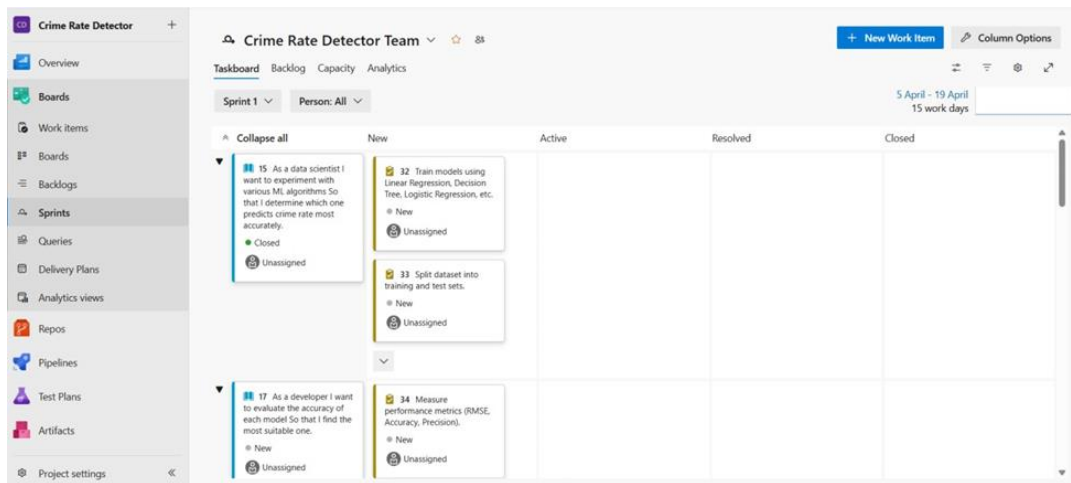 CD Crime Rate Detector +
Overview
Boards
Work items
Boards
Backlogs
Sprints
Queries
Delivery Plans
Analytics views
Repos
Pipelines
Test Plans
Artifacts
Project settings «
Crime Rate Detector Team
+ New Work Item
Column Options
Taskboard Backlog Capacity Analytics
Sprint 1 Person: All
5 April - 19 April
15 work days
Collapse all New Active Resolved Closed
15 As a data scientist I
want to experiment with
various ML algorithms So
that I determine which one
predicts crime rate most
accurately.
Closed
Unassigned
32 Train models using
Linear Regression, Decision
Tree, Logistic Regression, etc.
New
Unassigned
33 Split dataset into
training and test sets.
New
Unassigned
17 As a developer I want
to evaluate the accuracy of
each model So that I find the
most suitable one.
New
Unassigned
34 Measure
performance metrics (RMSE,
Accuracy, Precision).
New
Unassigned